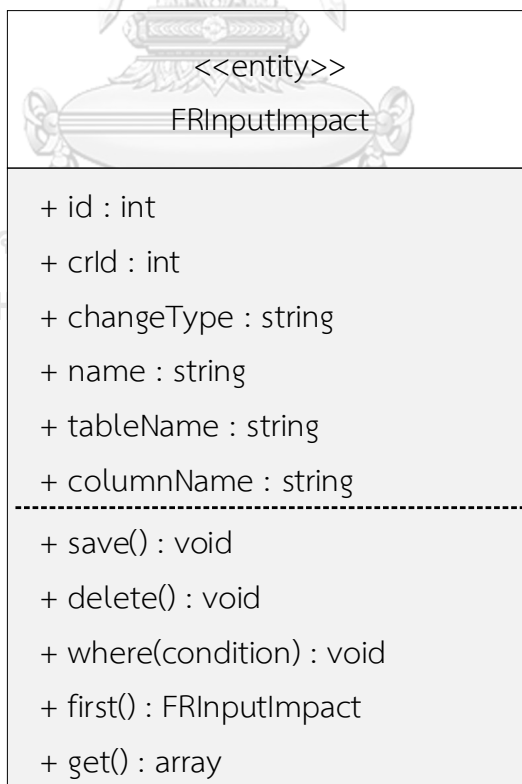 <<entity>>
FRInputImpact
+ id : int
+ crId : int
+ changeType : string
+ name : string
+ tableName : string
+ columnName : string
+ save() : void
+ delete() : void
+ where(condition) : void
+ first() : FRInputImpact
+ get() : array